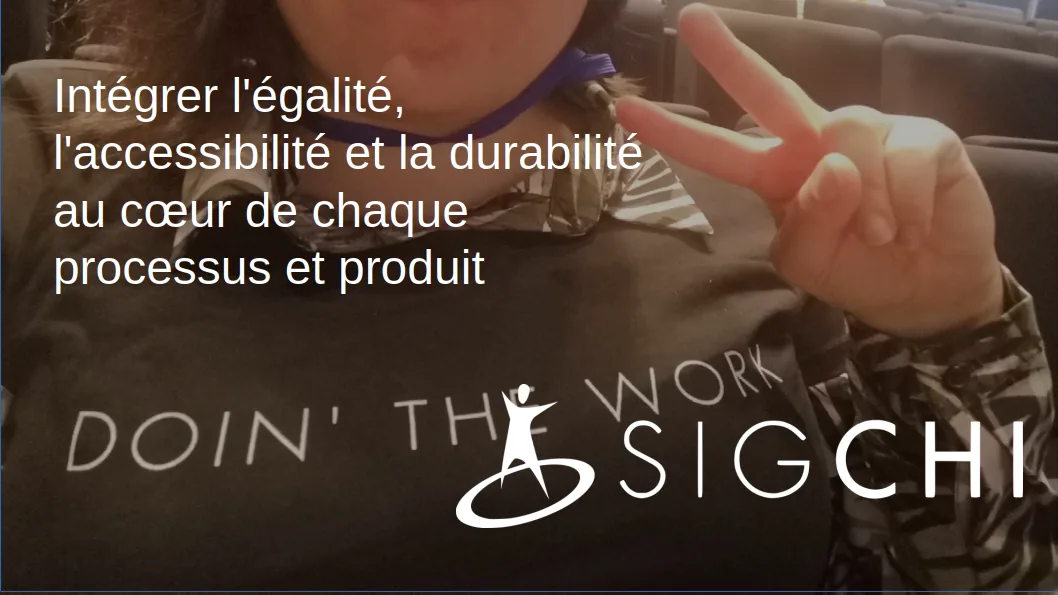 Intégrer l'égalité,
l'accessibilité et la durabilité
au cœur de chaque
processus et produit
DOIN' THE WORK
SIGCHI